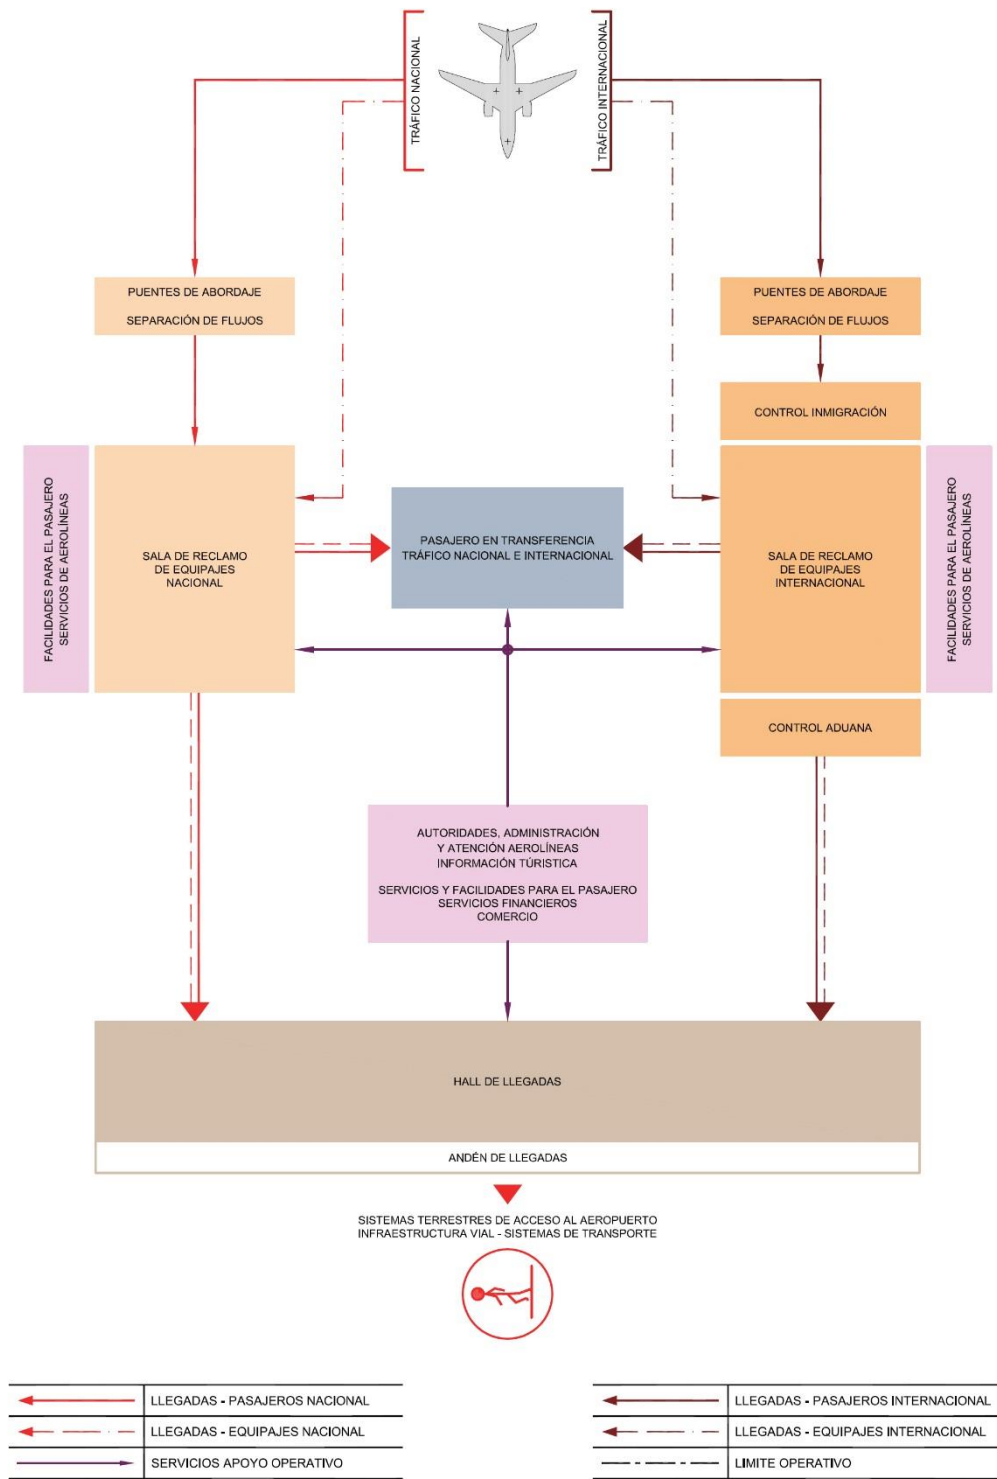 TRÁFICO NACIONAL
TRÁFICO INTERNACIONAL
PUENTES DE ABORDAJE
SEPARACIÓN DE FLUJOS
PUENTES DE ABORDAJE
SEPARACIÓN DE FLUJOS
CONTROL INMIGRACIÓN
FACILIDADES PARA EL PASAJERO
SERVICIOS DE AEROLÍNEAS
SALA DE RECLAMO
DE EQUIPAJES
NACIONAL
PASAJERO EN TRANSFERENCIA
TRÁFICO NACIONAL E INTERNACIONAL
SALA DE RECLAMO
DE EQUIPAJES
INTERNACIONAL
FACILIDADES PARA EL PASAJERO
SERVICIOS DE AEROLÍNEAS
CONTROL ADUANA
AUTORIDADES, ADMINISTRACIÓN
Y ATENCIÓN AEROLÍNEAS
INFORMACIÓN TÚRISTICA
SERVICIOS Y FACILIDADES PARA EL PASAJERO
SERVICIOS FINANCIEROS
COMERCIO
HALL DE LLEGADAS
ANDÉN DE LLEGADAS
SISTEMAS TERRESTRES DE ACCESO AL AEROPUERTO
INFRAESTRUCTURA VIAL - SISTEMAS DE TRANSPORTE
LLEGADAS - PASAJEROS NACIONAL
LLEGADAS - EQUIPAJES NACIONAL
SERVICIOS APOYO OPERATIVO
LLEGADAS - PASAJEROS INTERNACIONAL
LLEGADAS - EQUIPAJES INTERNACIONAL
LIMITE OPERATIVO